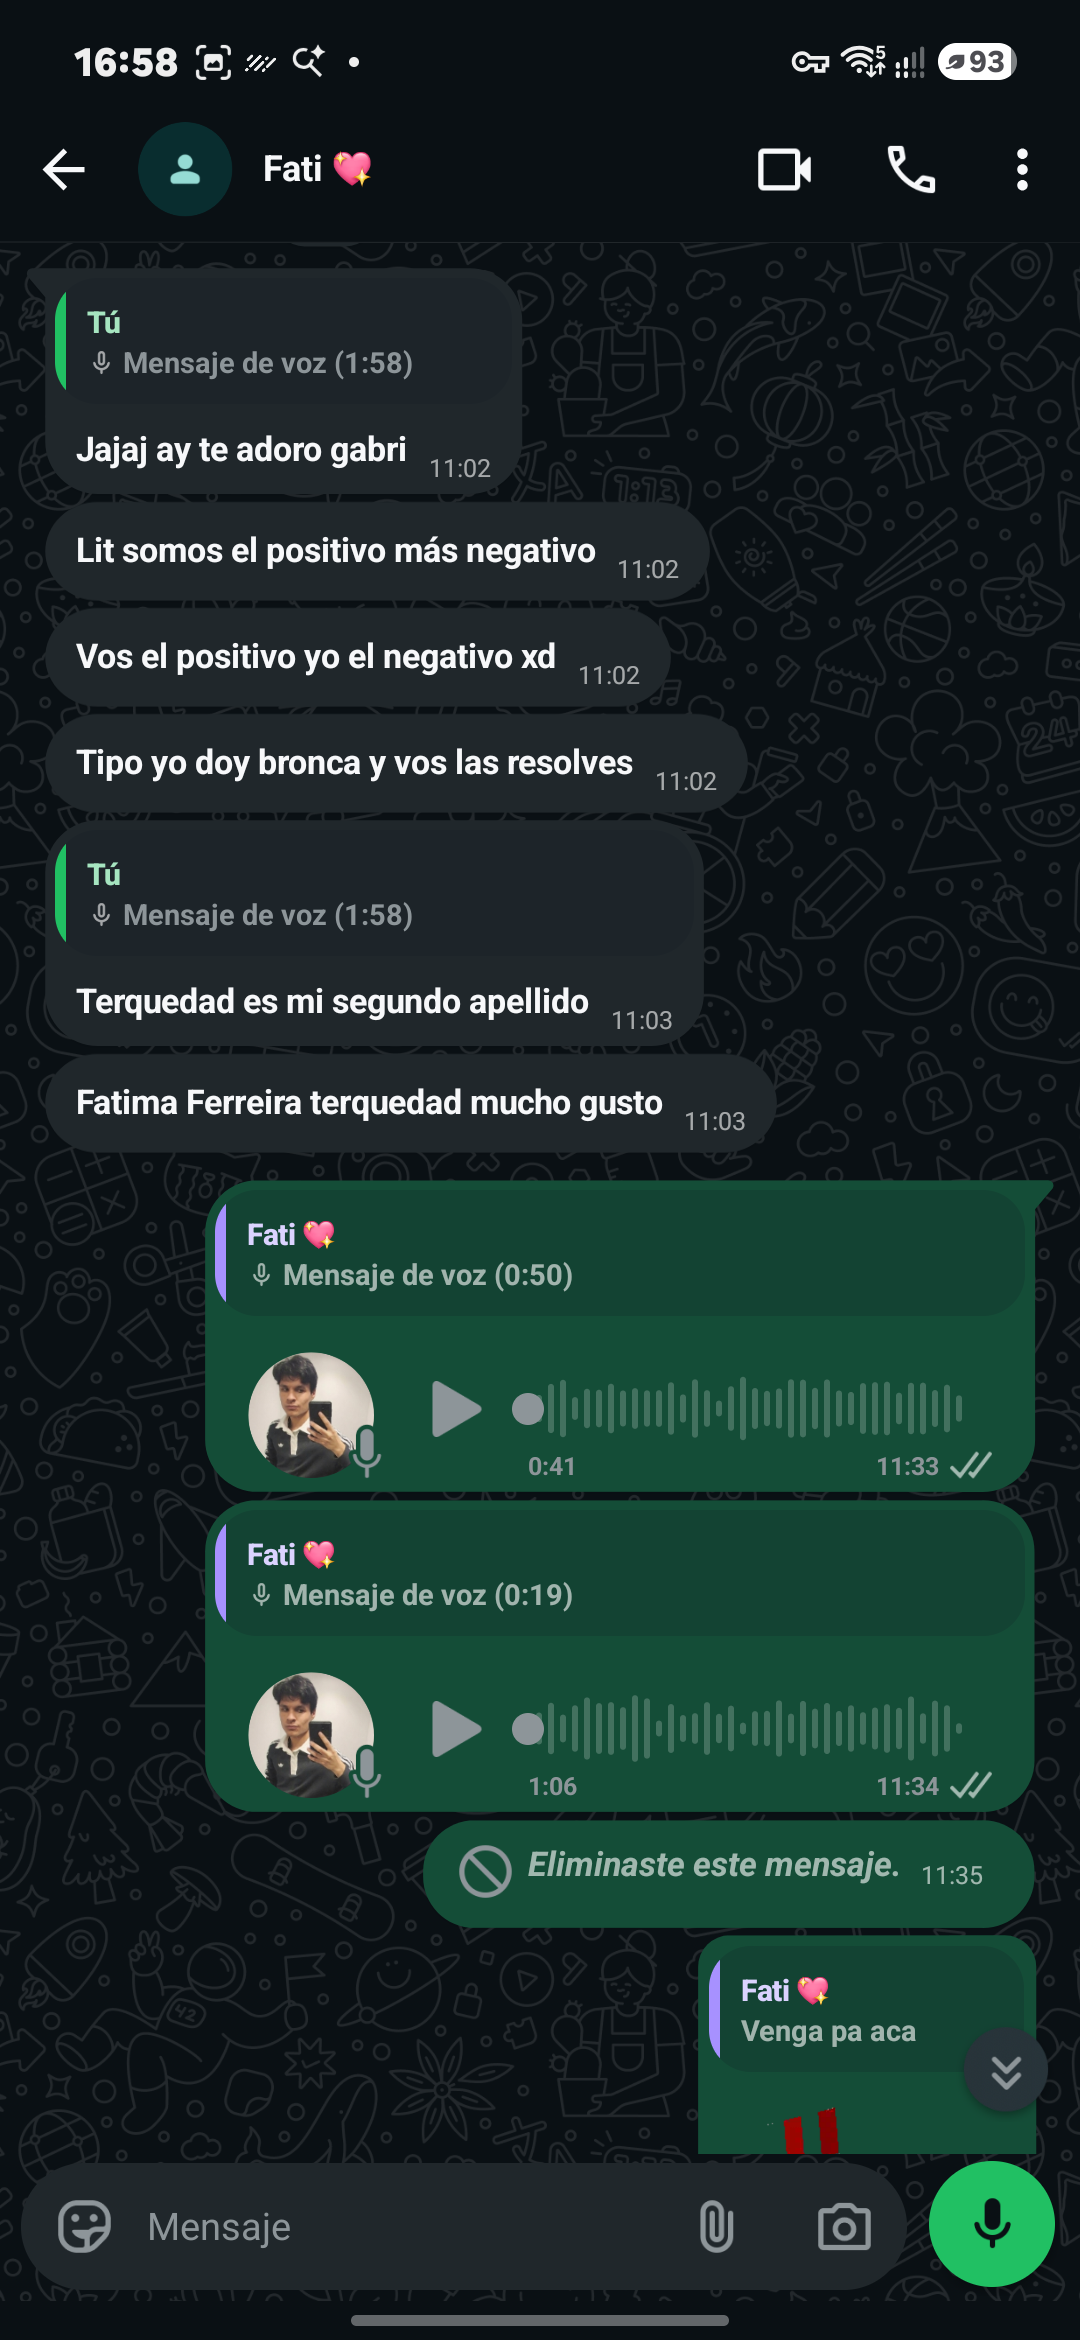 16:58
5
93
Fati 💖
Tú
Mensaje de voz (1:58)
Jajaj ay te adoro gabri 11:02
Lit somos el positivo más negativo 11:02
Vos el positivo yo el negativo xd 11:02
Tipo yo doy bronca y vos las resolves 11:02
Tú
Mensaje de voz (1:58)
Terquedad es mi segundo apellido 11:03
Fatima Ferreira terquedad mucho gusto 11:03
Fati 💖
Mensaje de voz (0:50)
0:41 11:33
Fati 💖
Mensaje de voz (0:19)
1:06 11:34
Eliminaste este mensaje. 11:35
Fati 💖
Venga pa aca
Mensaje